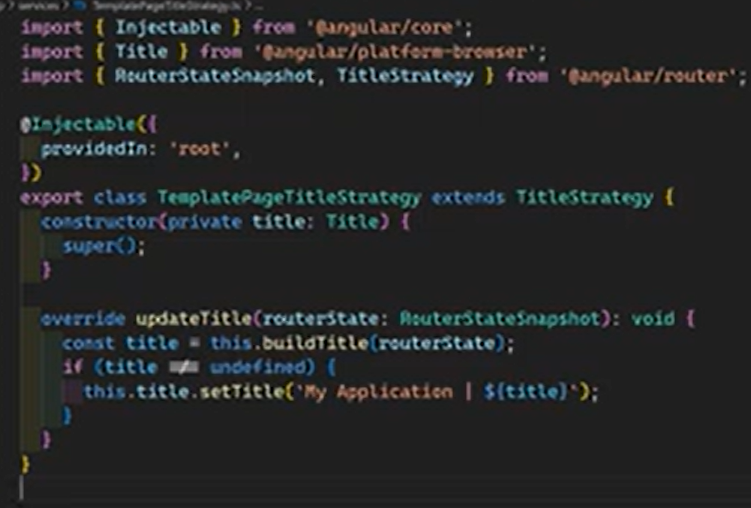 services > TemplatePageTitleStrategy.ts > ...
import { Injectable } from '@angular/core';
import { Title } from '@angular/platform-browser';
import { RouterStateSnapshot, TitleStrategy } from '@angular/router';
@Injectable({
providedIn: 'root',
})
export class TemplatePageTitleStrategy extends TitleStrategy {
constructor(private title: Title) {
super();
}
override updateTitle(routerState: RouterStateSnapshot): void {
const title = this.buildTitle(routerState);
if (title undefined) {
this.title.setTitle(`My Application | ${title}`);
}
}
}